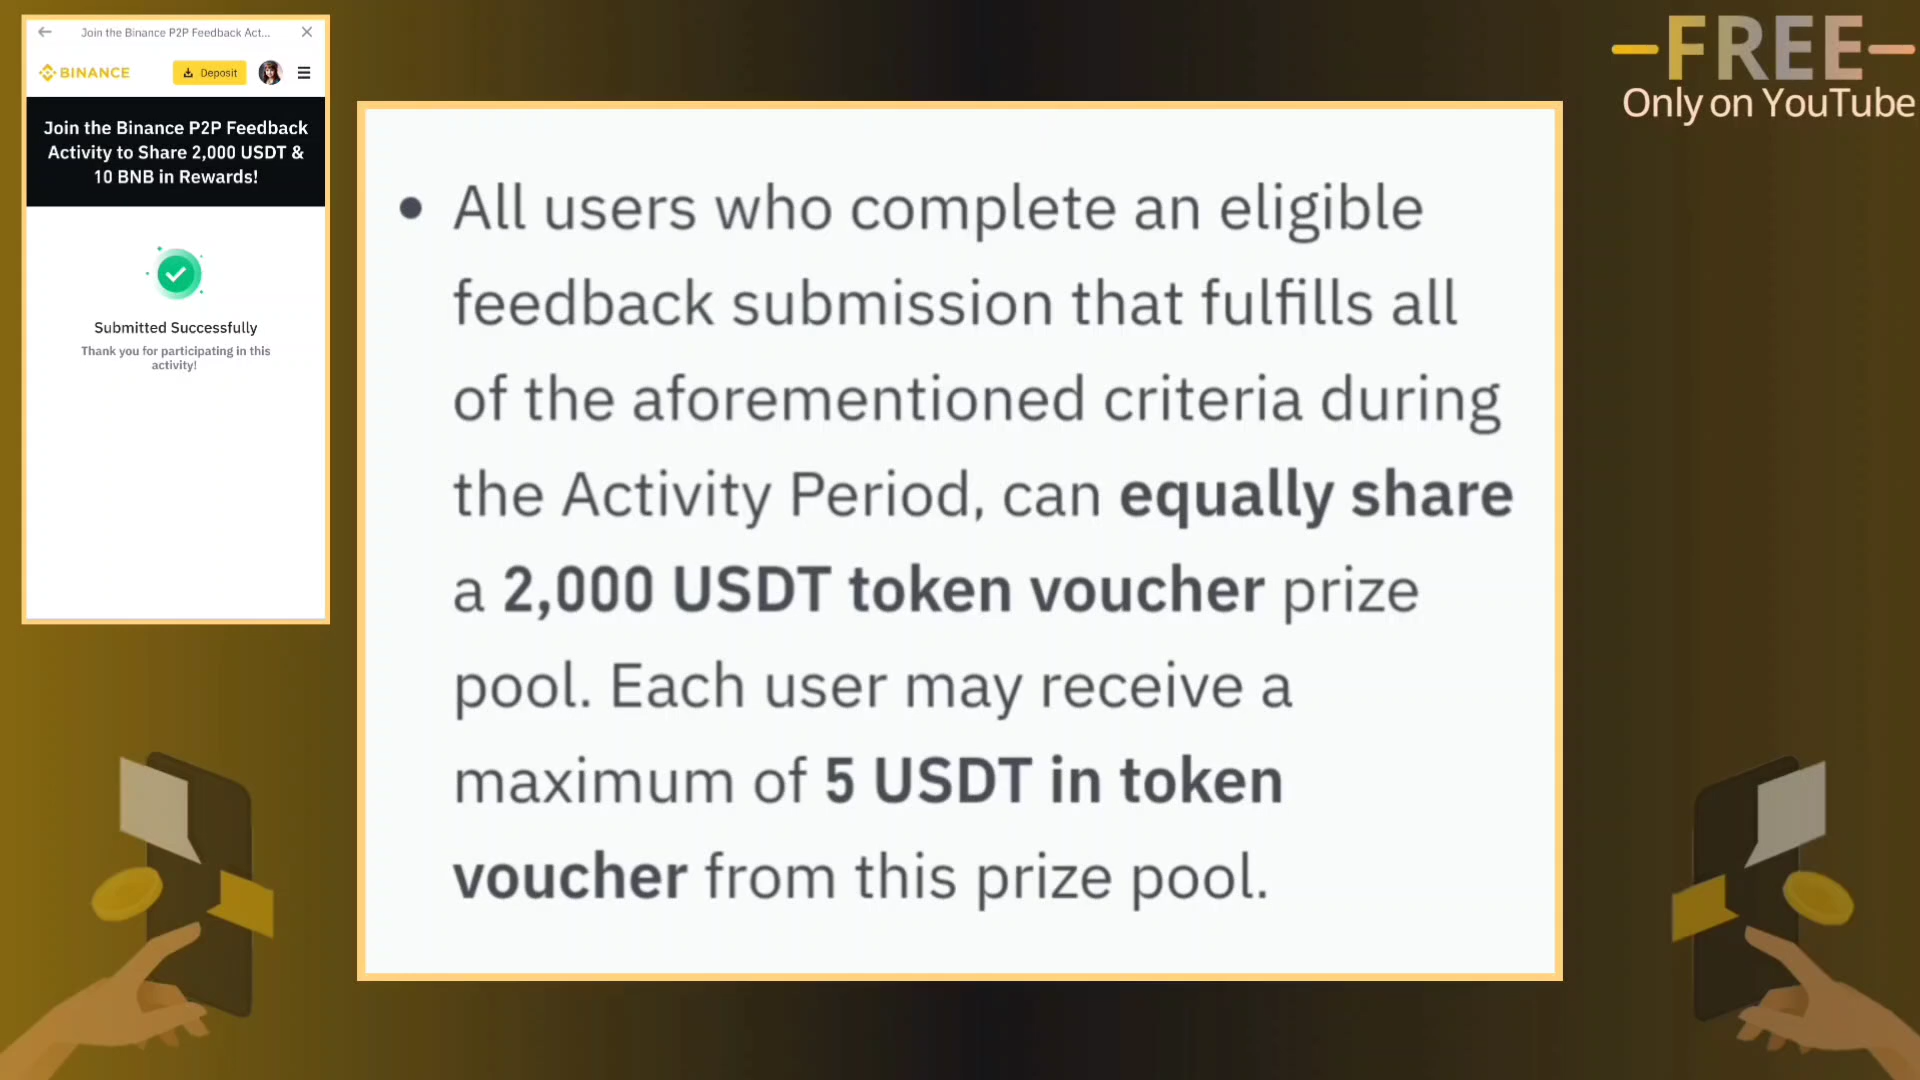 Join the Binance P2P Feedback Act...
BINANCE
Deposit
Join the Binance P2P Feedback
Activity to Share 2,000 USDT &
10 BNB in Rewards!
Submitted Successfully
Thank you for participating in this
activity!
• All users who complete an eligible
feedback submission that fulfills all
of the aforementioned criteria during
the Activity Period, can equally share
a 2,000 USDT token voucher prize
pool. Each user may receive a
maximum of 5 USDT in token
voucher from this prize pool.
FREE
Only on YouTube